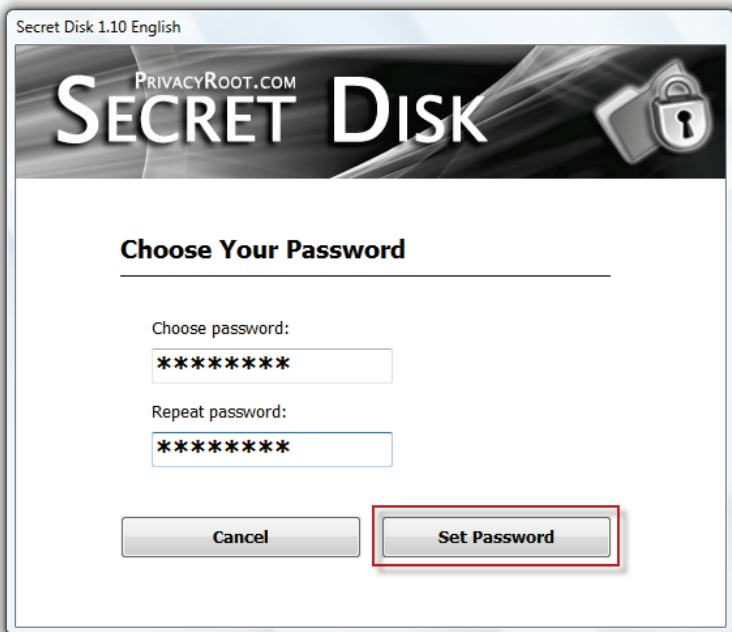 Secret Disk 1.10 English
PRIVACYROOT.COM
SECRET DISK
Choose Your Password
Choose password:
********
Repeat password:
********
Cancel Set Password